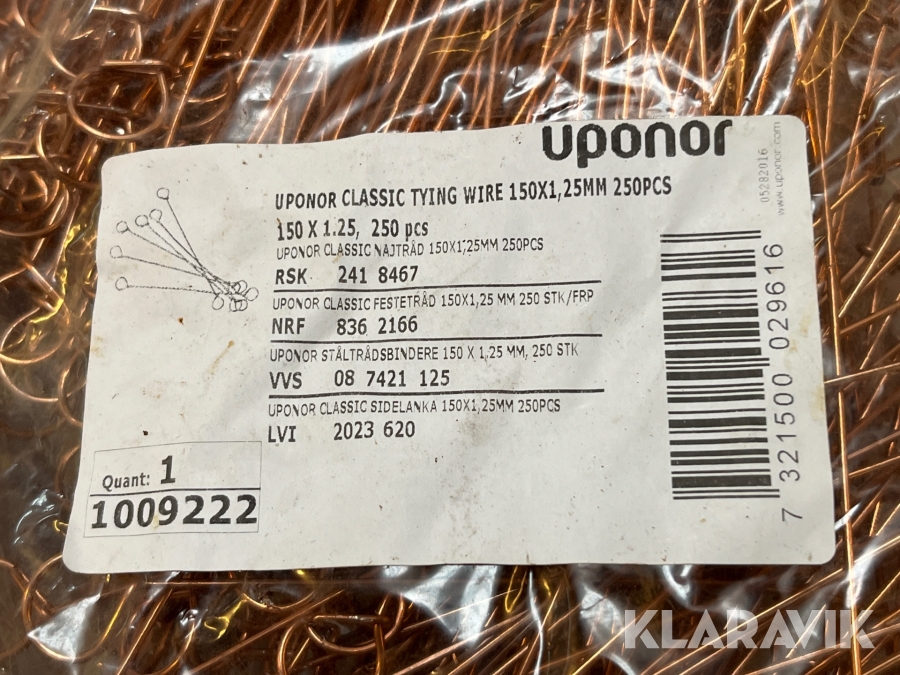 uponor
UPONOR CLASSIC TYING WIRE 150X1,25MM 250PCS
150 X 1.25, 250 pcs
UPONOR CLASSIC NAJTRÅD 150X1,25MM 250PCS
RSK 241 8467
UPONOR CLASSIC FESTETRÅD 150X1,25 MM 250 STK/FRP
NRF 836 2166
UPONOR STÅLTRÅDSBINDERE 150 X 1,25 MM, 250 STK
VVS 08 7421 125
UPONOR CLASSIC SIDELANKA 150X1,25MM 250PCS
LVI 2023 620
Quant: 1
1009222
05282016
www.uponor.com
7 321500 029616
KLARAVIK